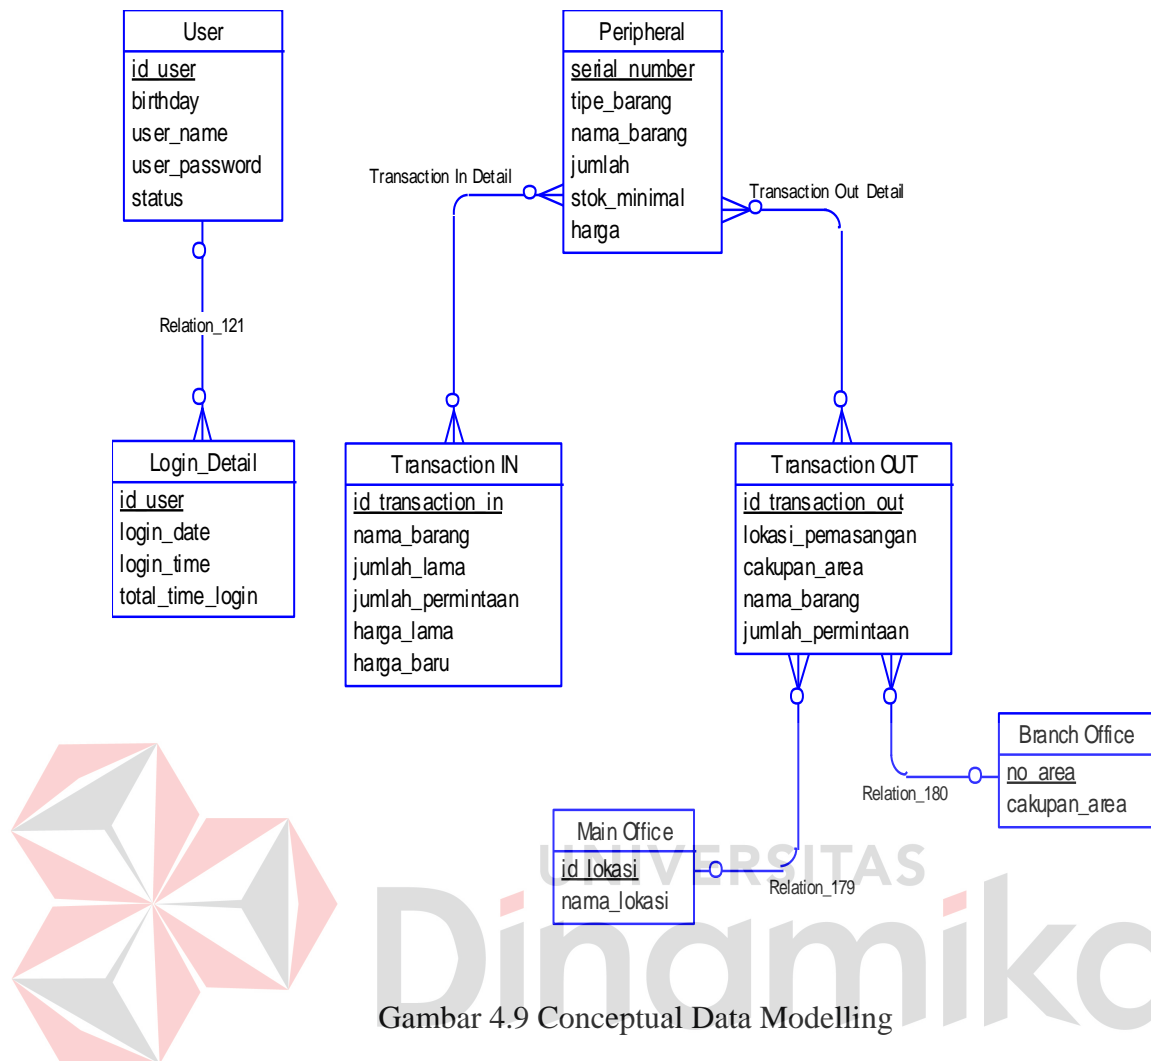 User
id_user
birthday
user_name
user_password
status
Peripheral
serial_number
tipe_barang
nama_barang
jumlah
stok_minimal
harga
Transaction In Detail
Transaction Out Detail
Relation_121
Login_Detail
id_user
login_date
login_time
total_time_login
Transaction IN
id_transaction_in
nama_barang
jumlah_lama
jumlah_permintaan
harga_lama
harga_baru
Transaction OUT
id_transaction_out
lokasi_pemasangan
cakupan_area
nama_barang
jumlah_permintaan
Branch Office
no_area
cakupan_area
Relation_180
Main Office
id_lokasi
nama_lokasi
Relation_179
UNIVERSITAS
Dinamika
Gambar 4.9 Conceptual Data Modelling